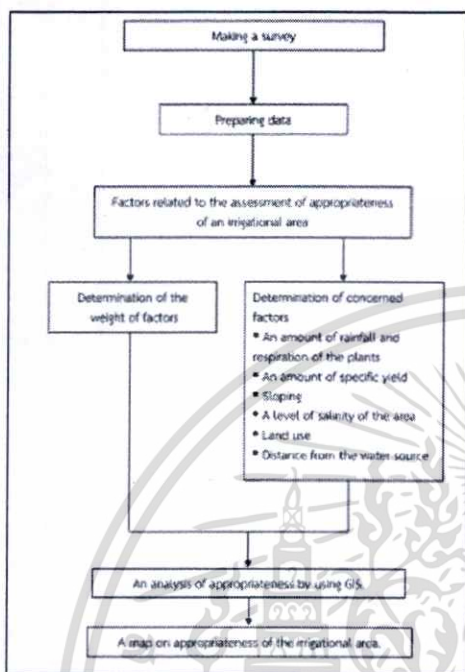 Making a survey
Preparing data
Factors related to the assessment of appropriateness
of an irrigational area
Determination of the
weight of factors
Determination of concerned
factors
* An amount of rainfall and
respiration of the plants
* An amount of specific yield
* Sloping
* A level of salinity of the area
* Land use
* Distance from the water source
An analysis of appropriateness by using GIS.
A map on appropriateness of the irrigational area.